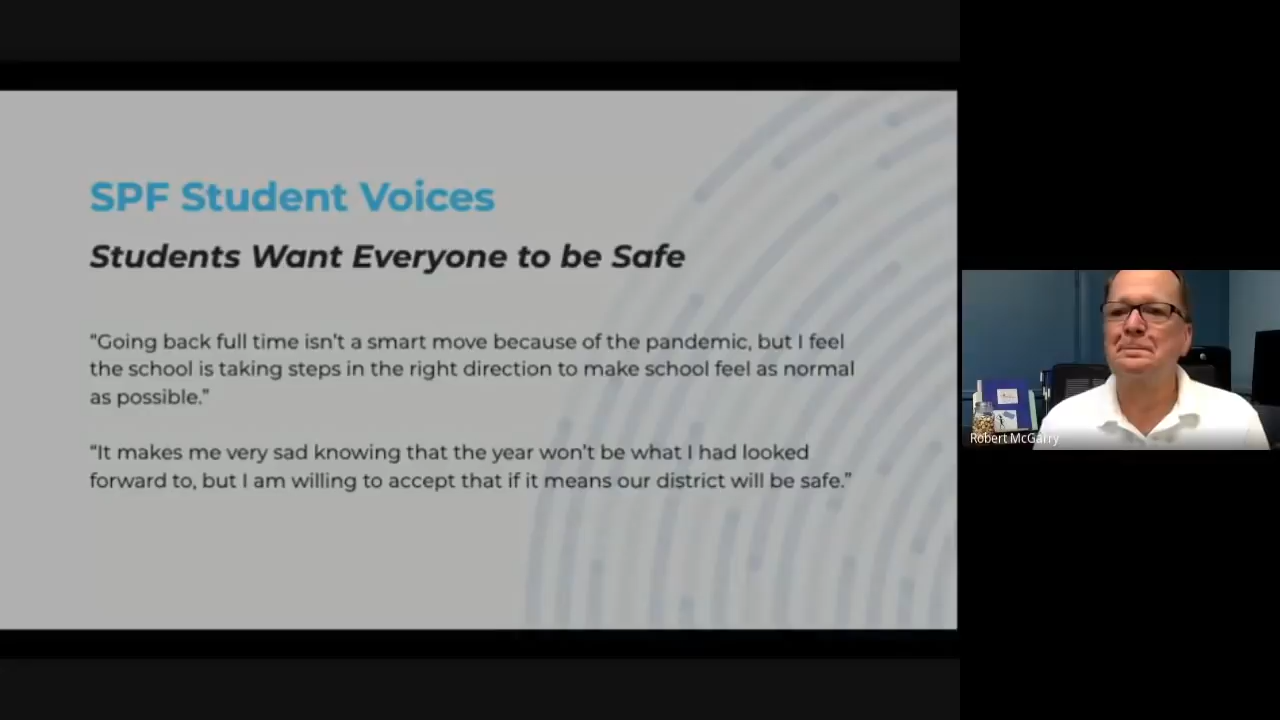 SPF Student Voices
Students Want Everyone to be Safe
"Going back full time isn't a smart move because of the pandemic, but I feel
the school is taking steps in the right direction to make school feel as normal
as possible."
"It makes me very sad knowing that the year won't be what I had looked
forward to, but I am willing to accept that if it means our district will be safe."
Robert McGarry